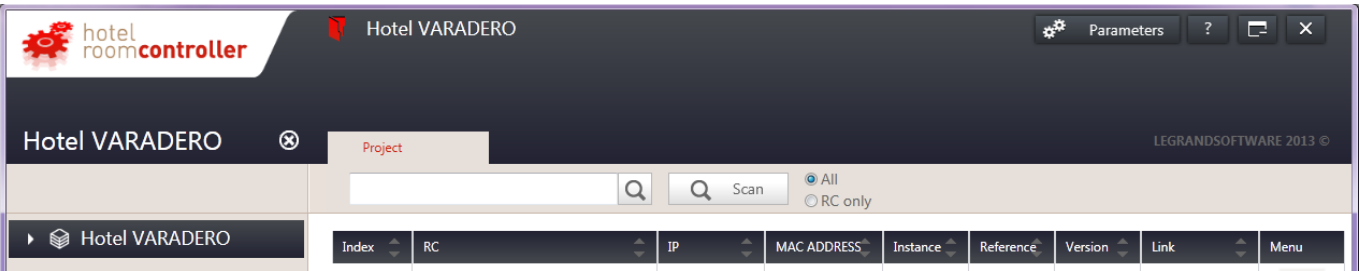 hotel
roomcontroller
Hotel VARADERO
Parameters ?
Hotel VARADERO
Project
LEGRANDSOFTWARE 2013 ©
Scan
All
RC only
Hotel VARADERO
Index RC IP MAC ADDRESS Instance Reference Version Link Menu